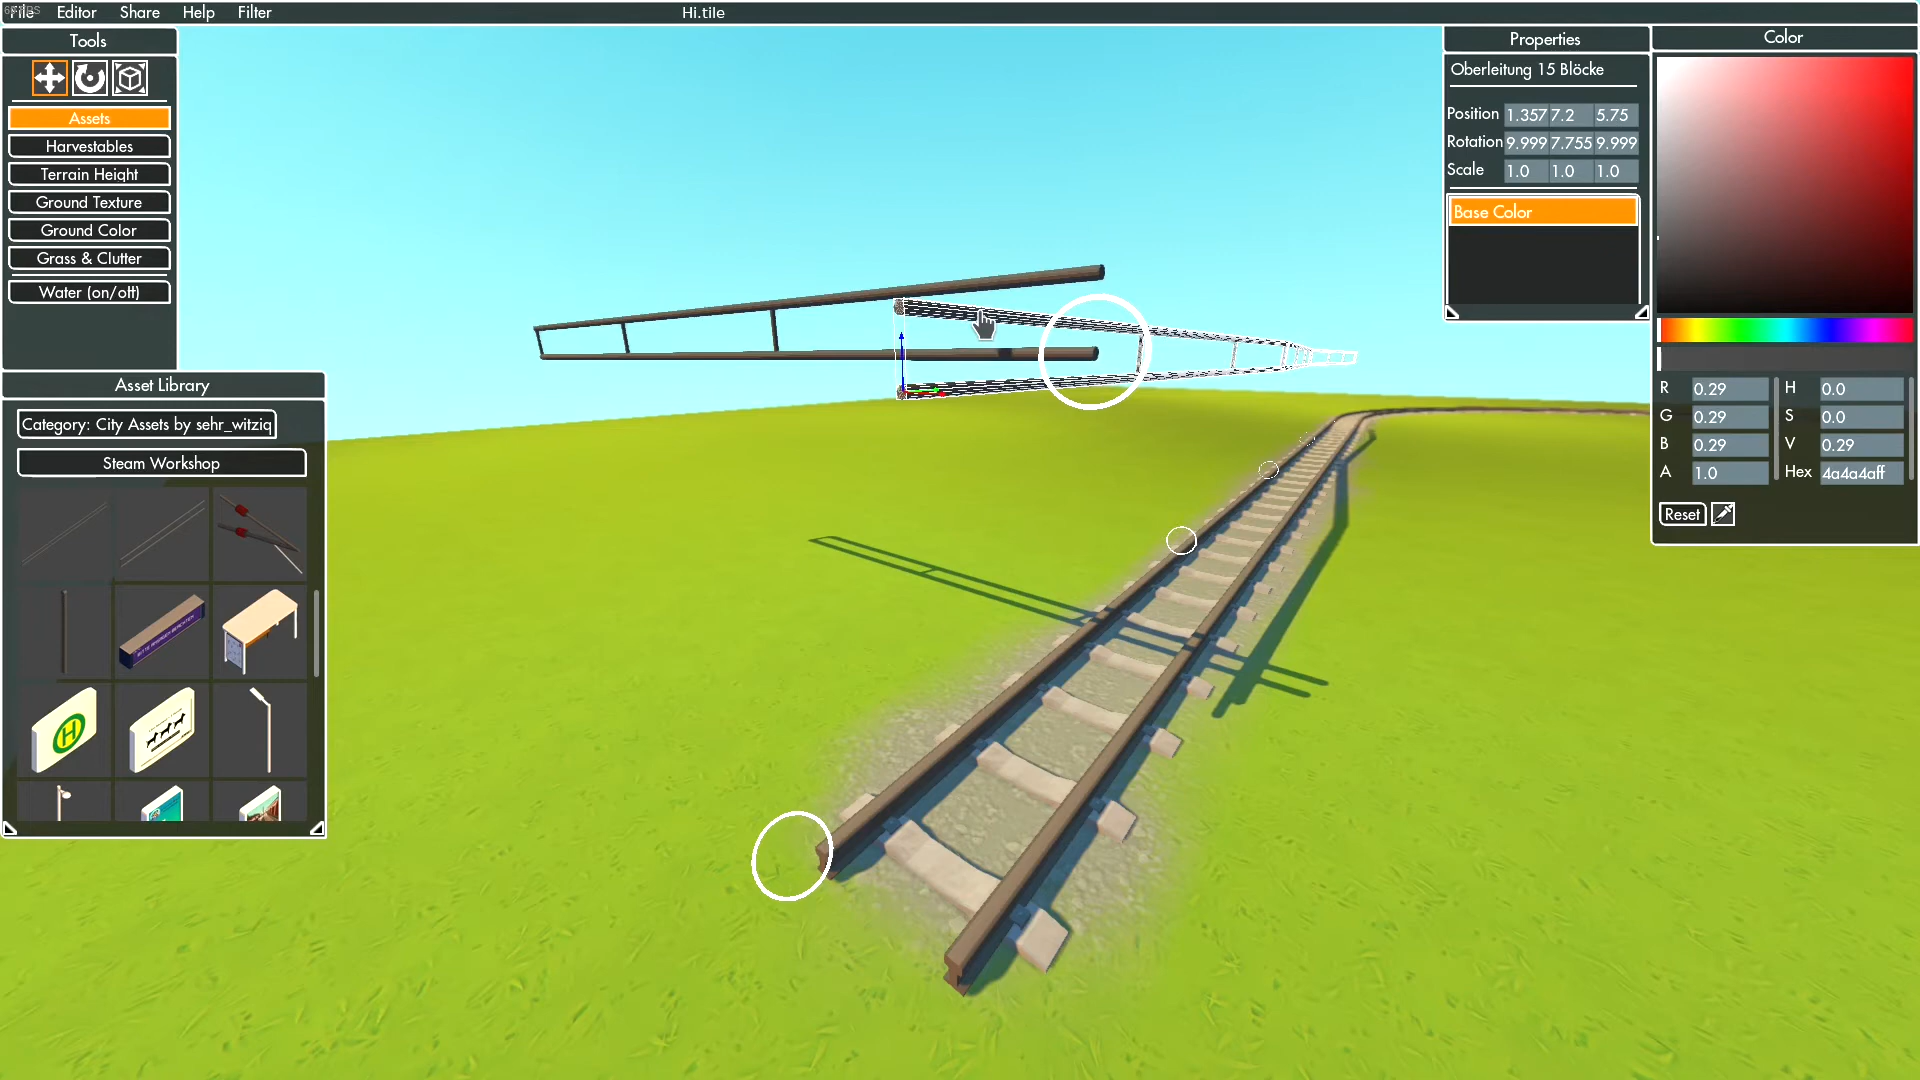 File Editor Share Help Filter
Hi.tile
Tools
Assets
Harvestables
Terrain Height
Ground Texture
Ground Color
Grass & Clutter
Water (on/off)
Asset Library
Category: City Assets by sehr_witziq
Steam Workshop
H
Properties
Oberleitung 15 Blöcke
Position 1.357 7.2 5.75
Rotation 9.999 7.755 9.999
Scale 1.0 1.0 1.0
Base Color
Color
R 0.29 H 0.0
G 0.29 S 0.0
B 0.29 V 0.29
A 1.0 Hex 4a4a4aff
Reset